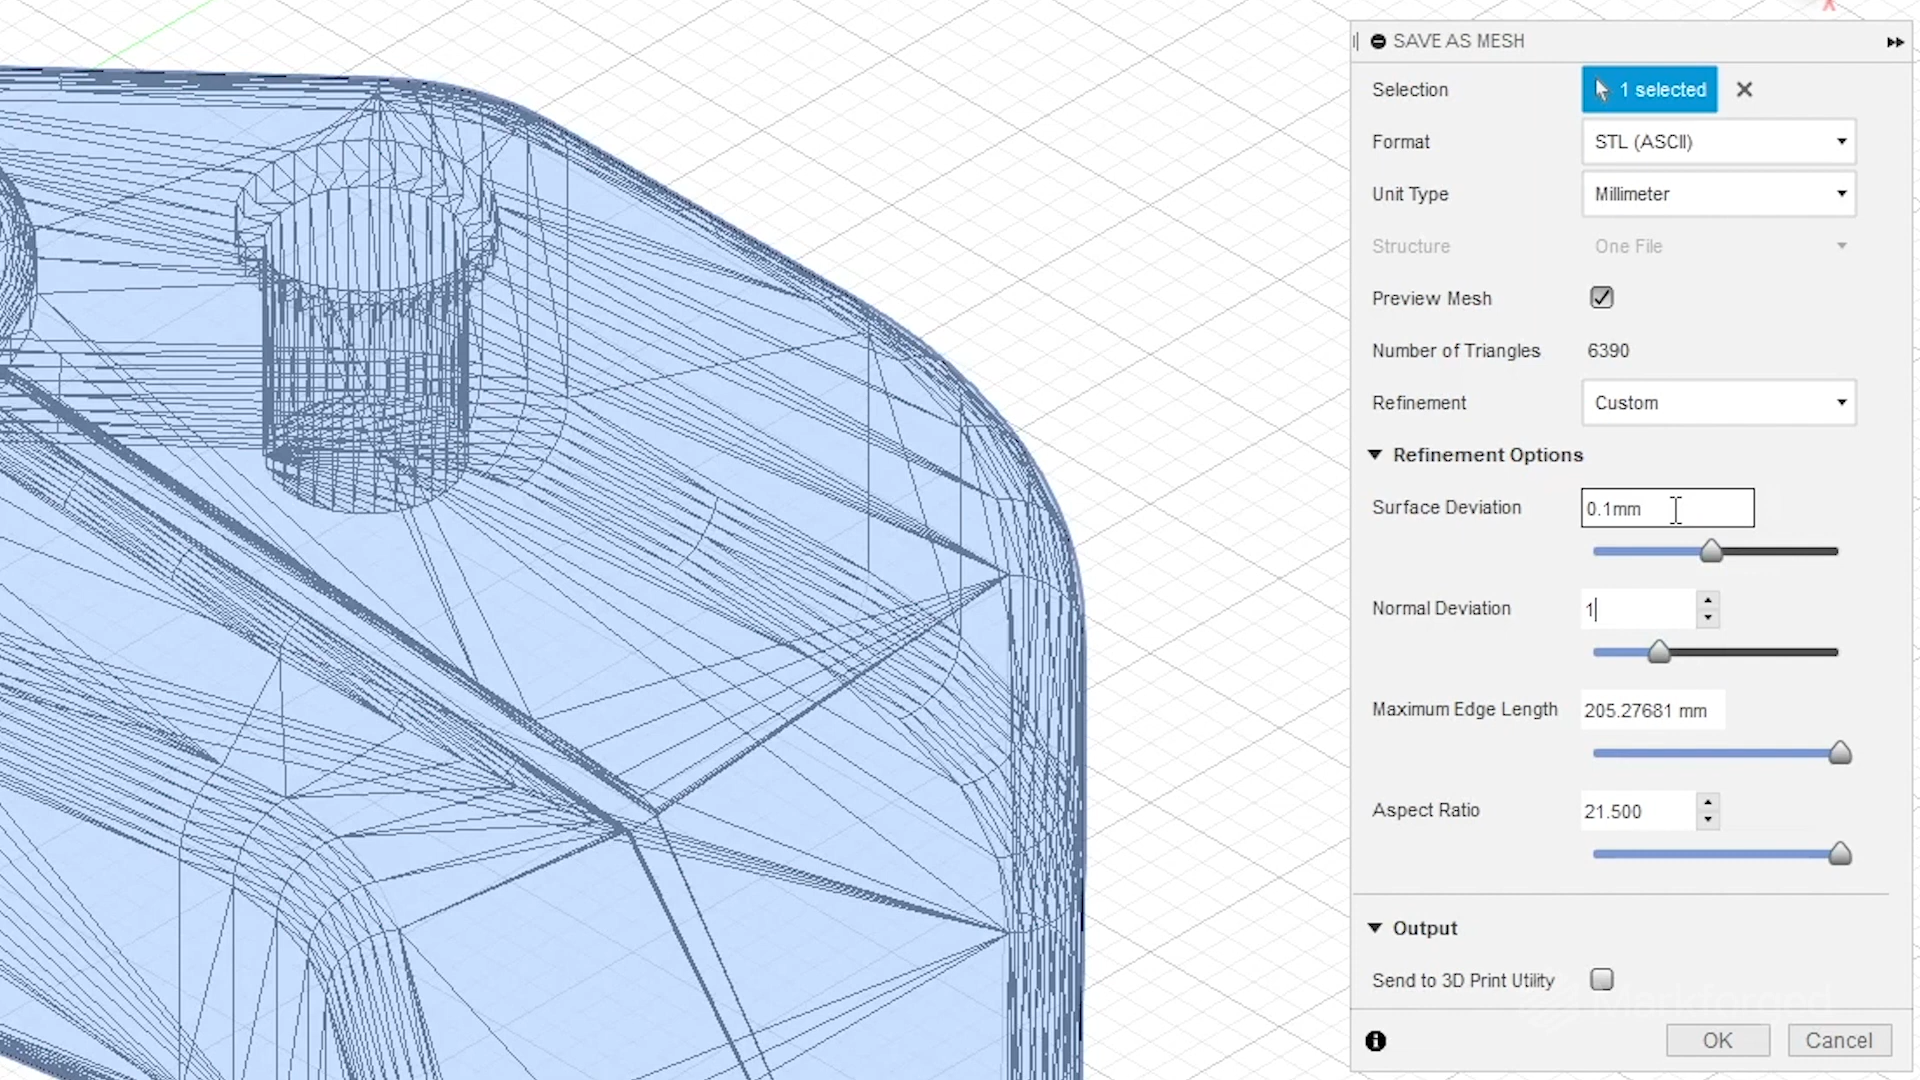 SAVE AS MESH
Selection 1 selected
Format STL (ASCII)
Unit Type Millimeter
Structure One File
Preview Mesh
Number of Triangles 6390
Refinement Custom
Refinement Options
Surface Deviation 0.1mm
Normal Deviation 1
Maximum Edge Length 205.27681 mm
Aspect Ratio 21.500
Output
Send to 3D Print Utility
Markforged
OK Cancel